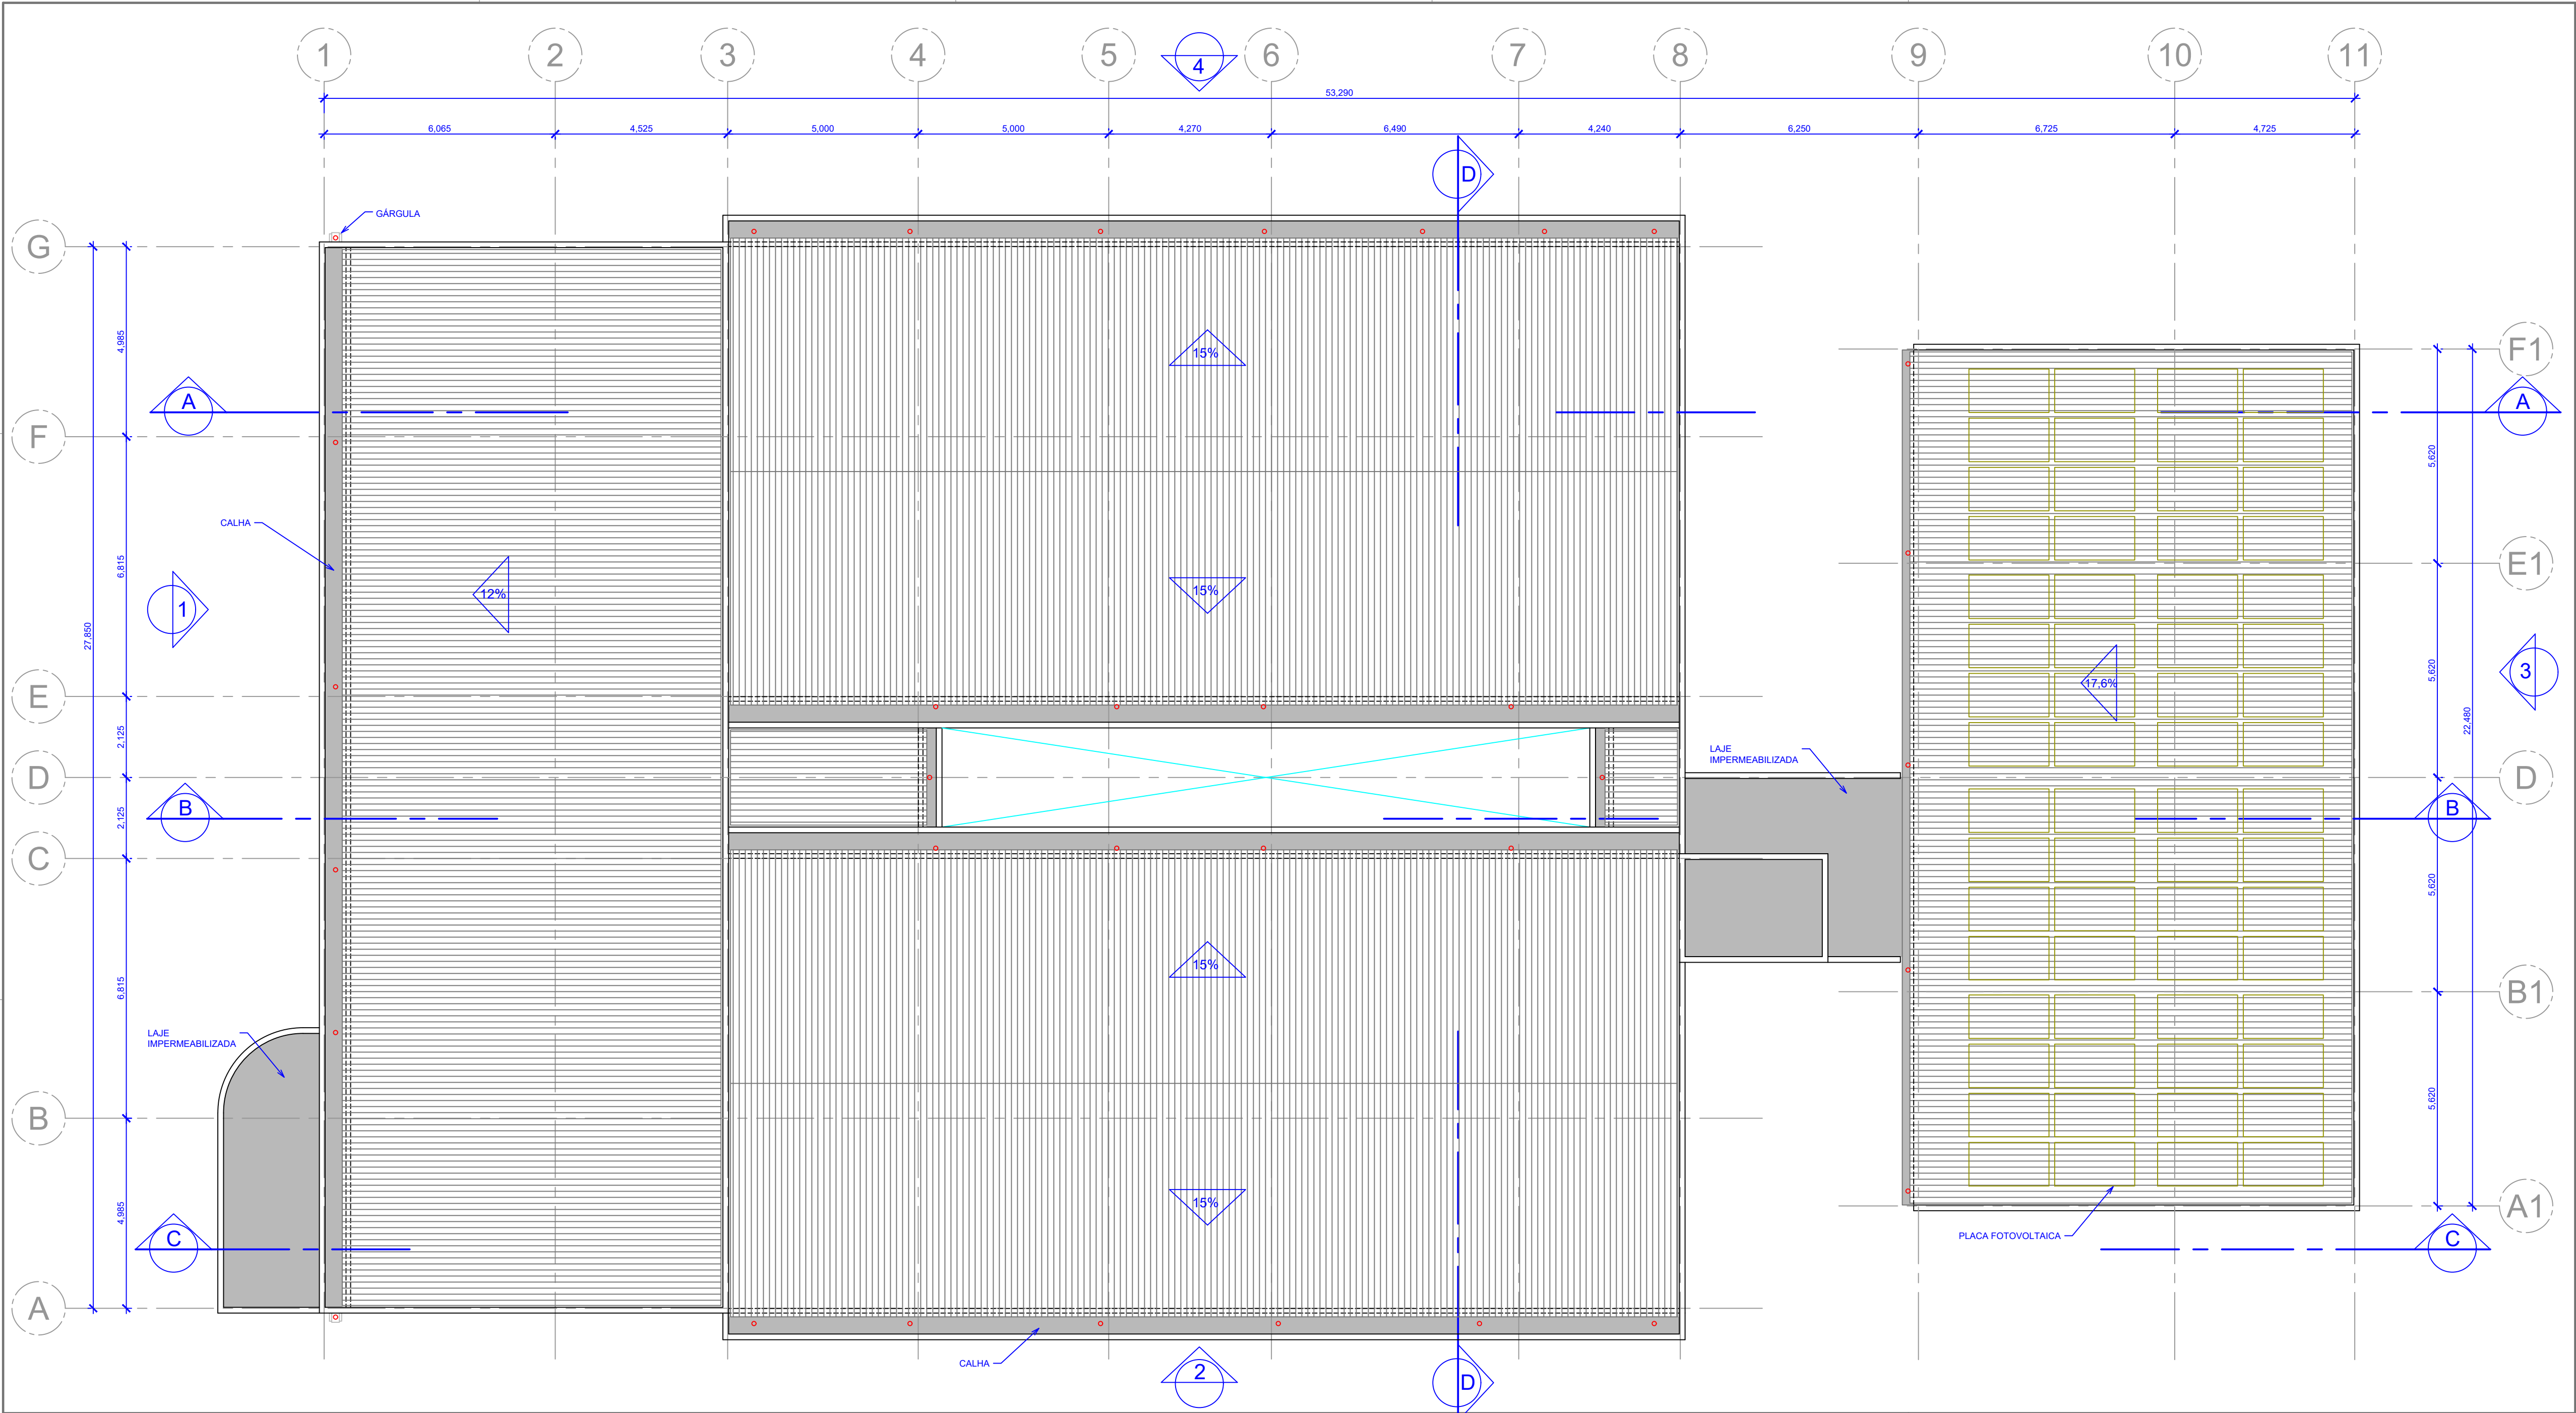 1 2 3 4 5 4 6 7 8 9 10 11
53,290
6,065 4,525 5,000 5,000 4,270 6,490 4,240 6,250 6,725 4,725
D
GÁRGULA
G
4,985
15%
F1
A
A
F
5,620
CALHA
6,815
E1
12%
15%
1
27,850
3
17,6%
5,620
E
22,480
2,125
LAJE
IMPERMEABILIZADA
D
D
2,125
B
B
C
5,620
15%
6,815
B1
LAJE
IMPERMEABILIZADA
5,620
B
15%
4,985
A1
C
PLACA FOTOVOLTAICA
C
A
CALHA
2
D